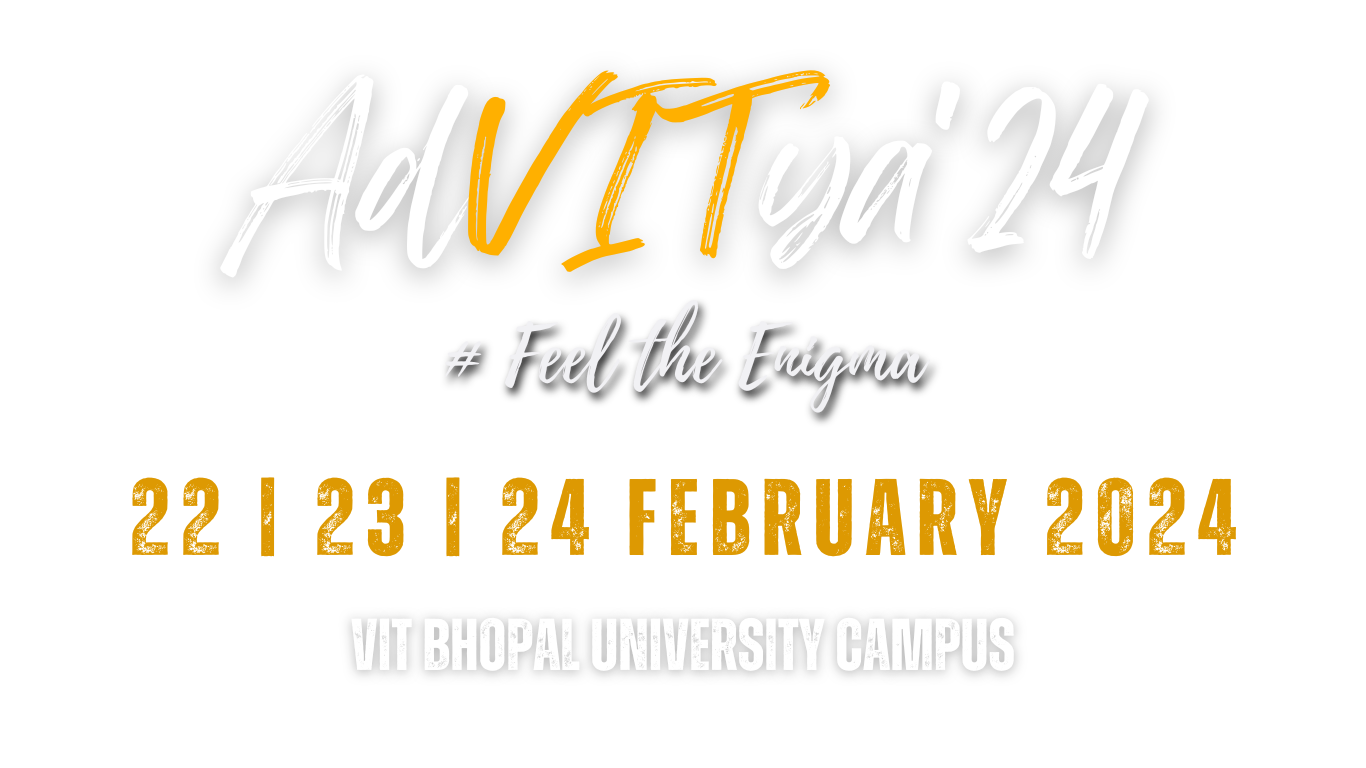 AdVITya'24
# Feel the Enigma
22 | 23 | 24 FEBRUARY 2024
VIT BHOPAL UNIVERSITY CAMPUS